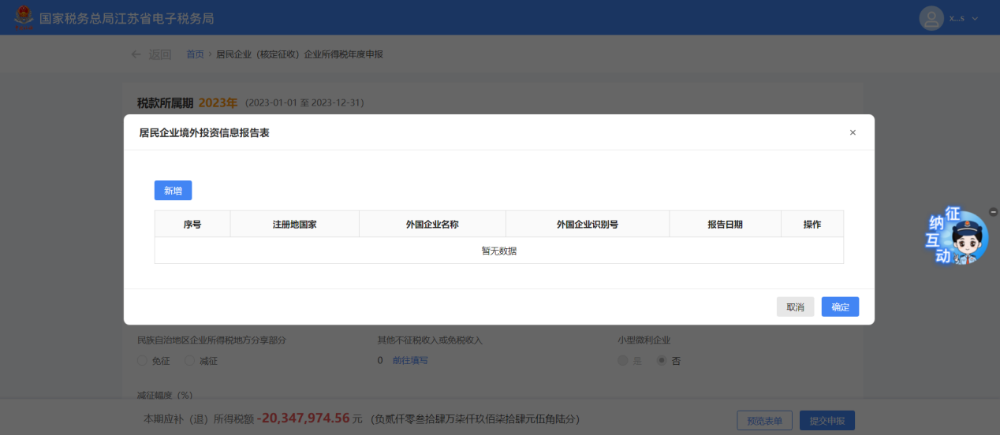 国家税务总局江苏省电子税务局
x...s
返回 首页 › 居民企业（核定征收）企业所得税年度申报
税款所属期 2023年 （2023-01-01 至 2023-12-31）
居民企业境外投资信息报告表
新增
序号 注册地国家 外国企业名称 外国企业识别号 报告日期 操作
暂无数据
征
纳
互
动
取消 确定
民族自治地区企业所得税地方分享部分 其他不征税收入或免税收入 小型微利企业
免征 减征 0 前往填写 是 否
减征幅度（%）
本期应补（退）所得税额 -20,347,974.56 元 （负贰仟零叁拾肆万柒仟玖佰柒拾肆元伍角陆分）
预览表单 提交申报